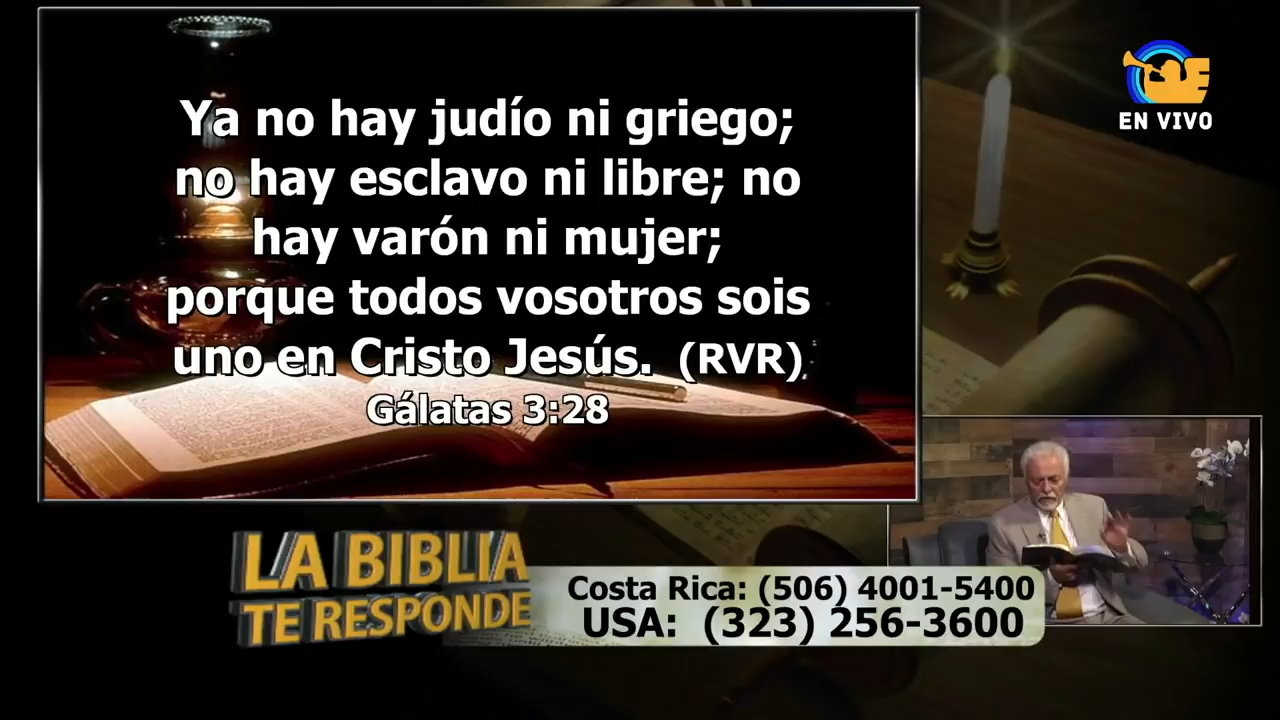 Ya no hay judío ni griego;
no hay esclavo ni libre; no
hay varón ni mujer;
porque todos vosotros sois
uno en Cristo Jesús. (RVR)
Gálatas 3:28
E
EN VIVO
LA BIBLIA
TE RESPONDE
Costa Rica: (506) 4001-5400
USA: (323) 256-3600